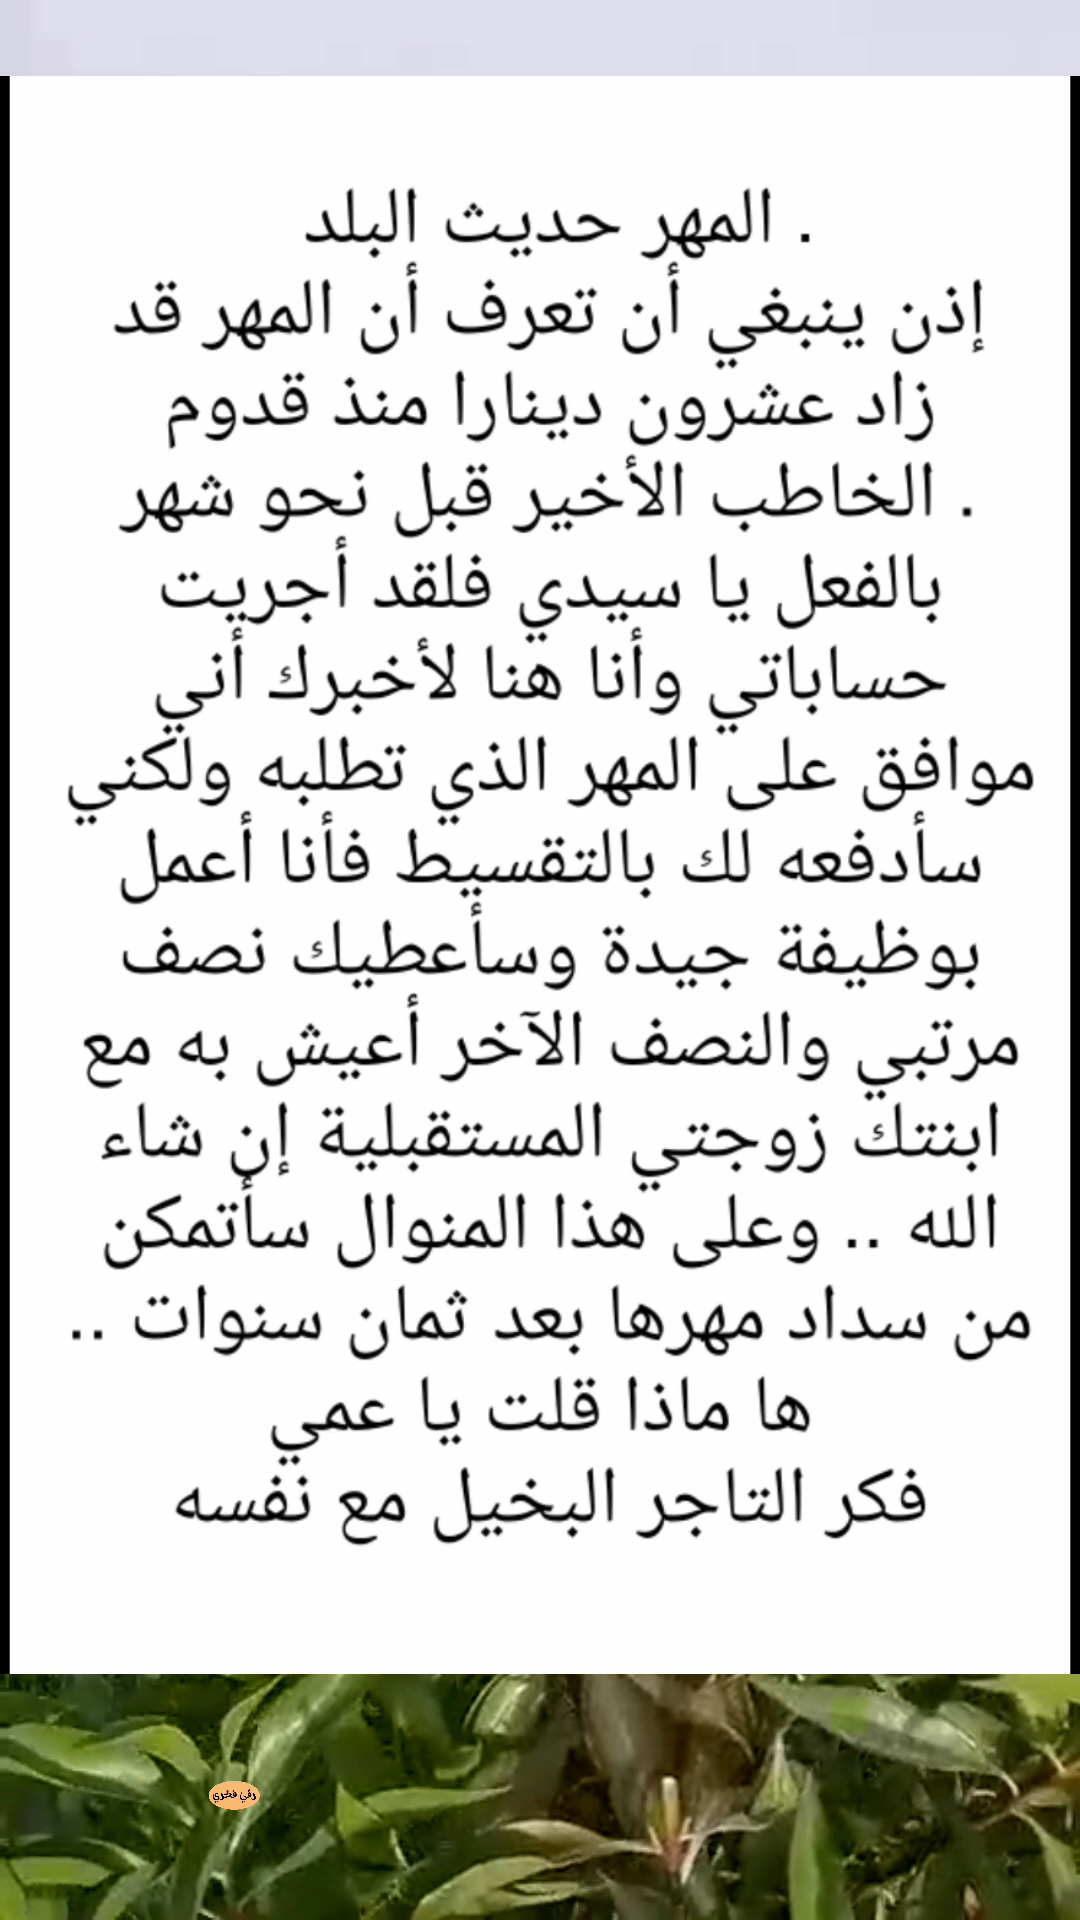 . المهر حديث البلد
إذن ينبغي أن تعرف أن المهر قد
زاد عشرون دينارا منذ قدوم
. الخاطب الأخير قبل نحو شهر
بالفعل يا سيدي فلقد أجريت
حساباتي وأنا هنا لأخبرك أني
موافق على المهر الذي تطلبه ولكني
سأدفعه لك بالتقسيط فأنا أعمل
بوظيفة جيدة وسأعطيك نصف
مرتبي والنصف الآخر أعيش به مع
ابنتك زوجتي المستقبلية إن شاء
الله .. وعلى هذا المنوال سأتمكن
من سداد مهرها بعد ثمان سنوات ..
ها ماذا قلت يا عمي
فكر التاجر البخيل مع نفسه